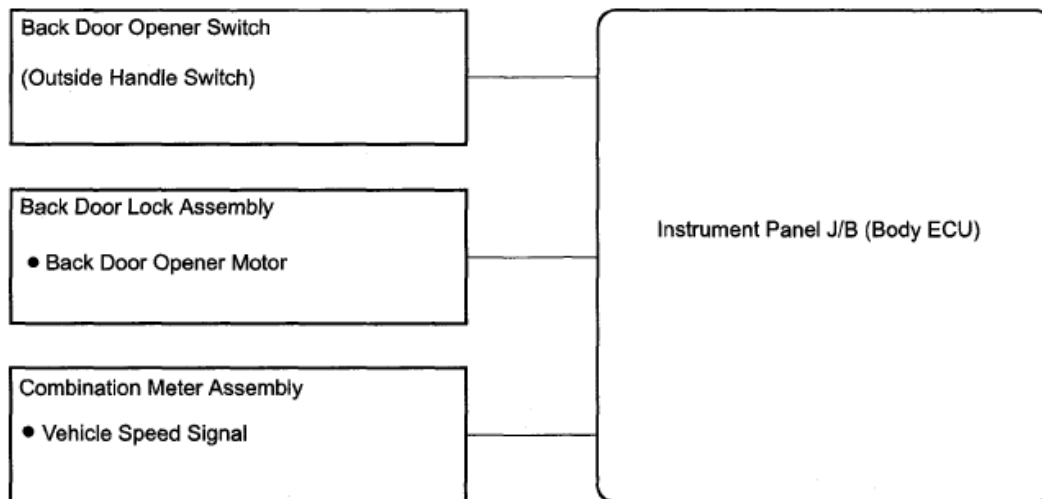 Back Door Opener Switch
(Outside Handle Switch)
Back Door Lock Assembly
● Back Door Opener Motor
Combination Meter Assembly
● Vehicle Speed Signal
Instrument Panel J/B (Body ECU)